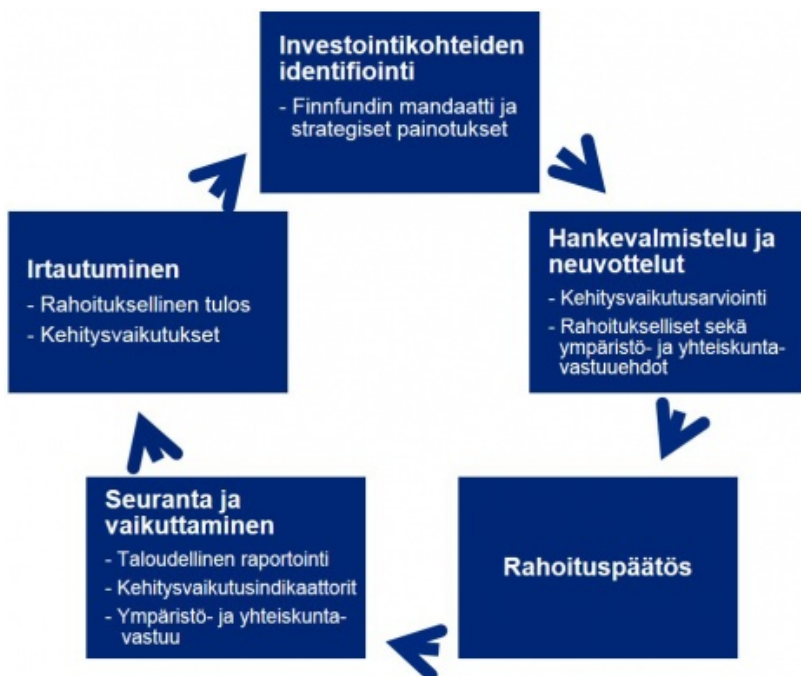 Investointikohteiden
identifiointi
- Finnfundin mandaatti ja
strategiset painotukset
Hankevalmistelu ja
neuvottelut
- Kehitysvaikutusarviointi
- Rahoitukselliset sekä
ympäristö- ja yhteiskunta-
vastuuehdot
Rahoituspäätös
Seuranta ja
vaikuttaminen
- Taloudellinen raportointi
- Kehitysvaikutusindikaattorit
- Ympäristö- ja yhteiskunta-
vastuu
Irtautuminen
- Rahoituksellinen tulos
- Kehitysvaikutukset